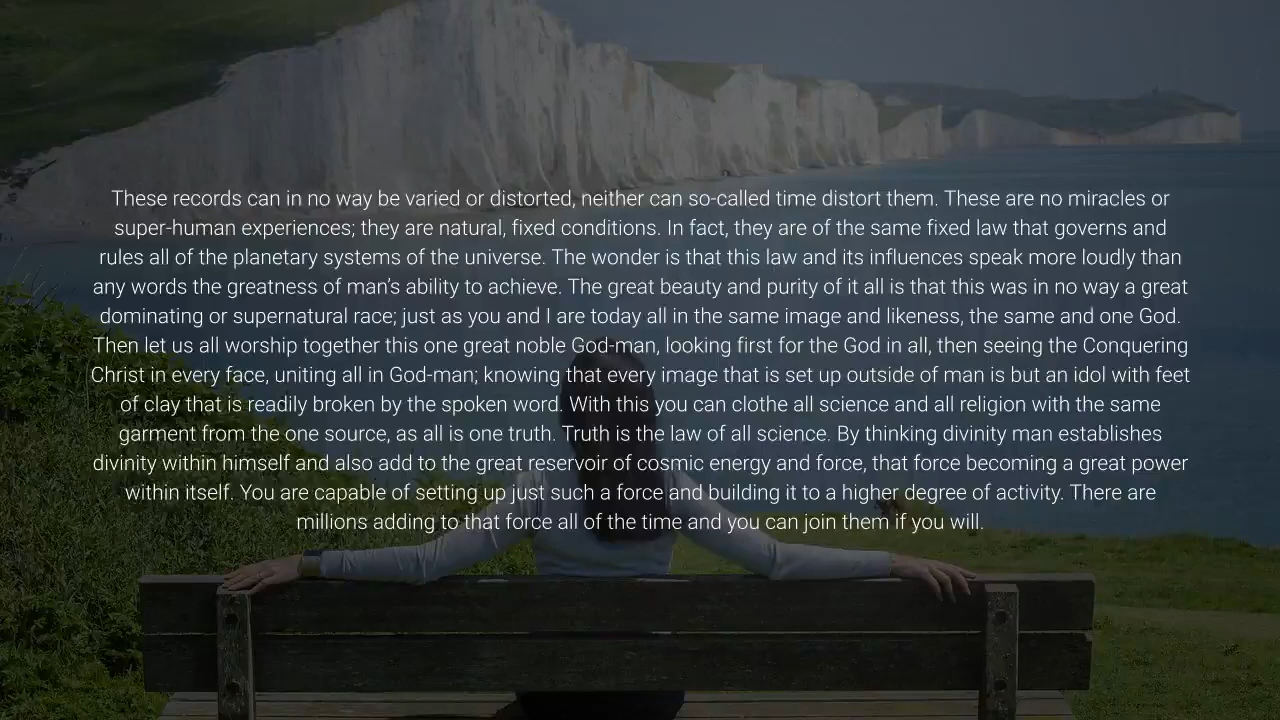 These records can in no way be varied or distorted, neither can so-called time distort them. These are no miracles or
super-human experiences; they are natural, fixed conditions. In fact, they are of the same fixed law that governs and
rules all of the planetary systems of the universe. The wonder is that this law and its influences speak more loudly than
any words the greatness of man’s ability to achieve. The great beauty and purity of it all is that this was in no way a great
dominating or supernatural race; just as you and I are today all in the same image and likeness, the same and one God.
Then let us all worship together this one great noble God-man, looking first for the God in all, then seeing the Conquering
Christ in every face, uniting all in God-man; knowing that every image that is set up outside of man is but an idol with feet
of clay that is readily broken by the spoken word. With this you can clothe all science and all religion with the same
garment from the one source, as all is one truth. Truth is the law of all science. By thinking divinity man establishes
divinity within himself and also add to the great reservoir of cosmic energy and force, that force becoming a great power
within itself. You are capable of setting up just such a force and building it to a higher degree of activity. There are
millions adding to that force all of the time and you can join them if you will.